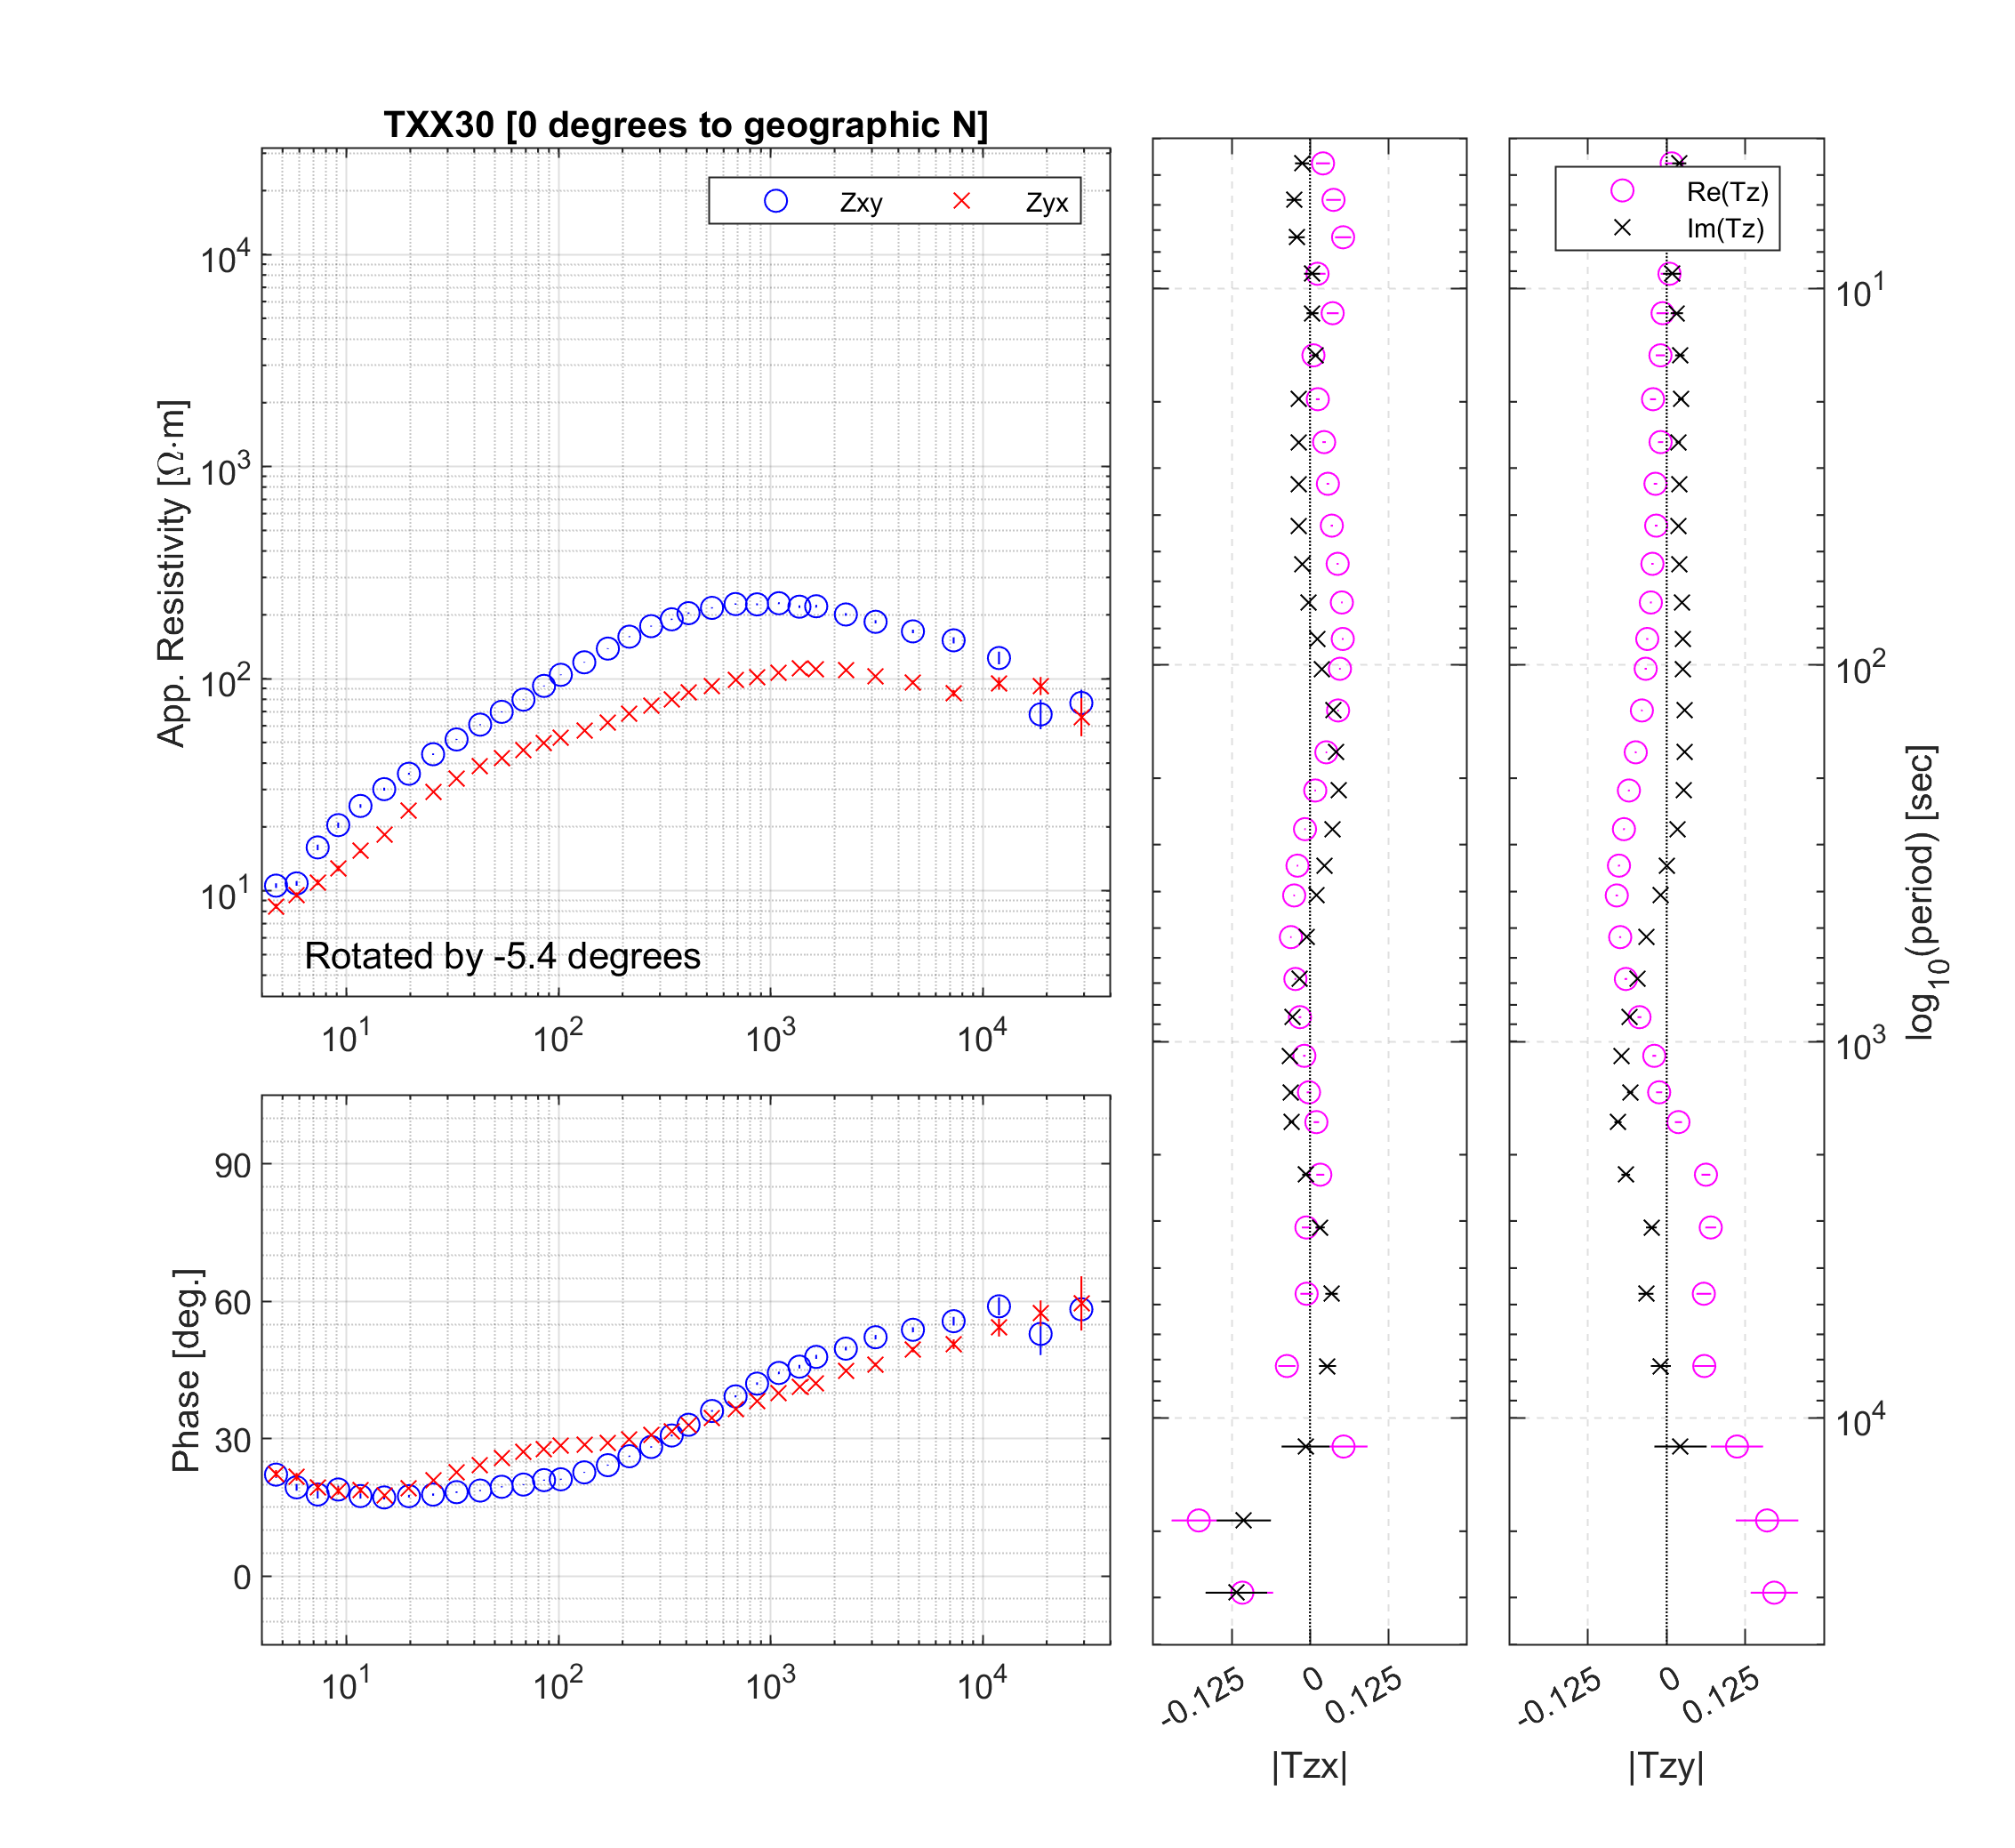 TXX30 [0 degrees to geographic N]
Zxy Zyx
App. Resistivity [Ω·m]
10^4
10^3
10^2
10^1
Rotated by -5.4 degrees
10^1 10^2 10^3 10^4
Phase [deg.]
90
60
30
0
10^1 10^2 10^3 10^4
-0.125 0 0.125
|Tzx|
Re(Tz)
Im(Tz)
10^1
10^2
10^3
10^4
log10(period) [sec]
-0.125 0 0.125
|Tzy|